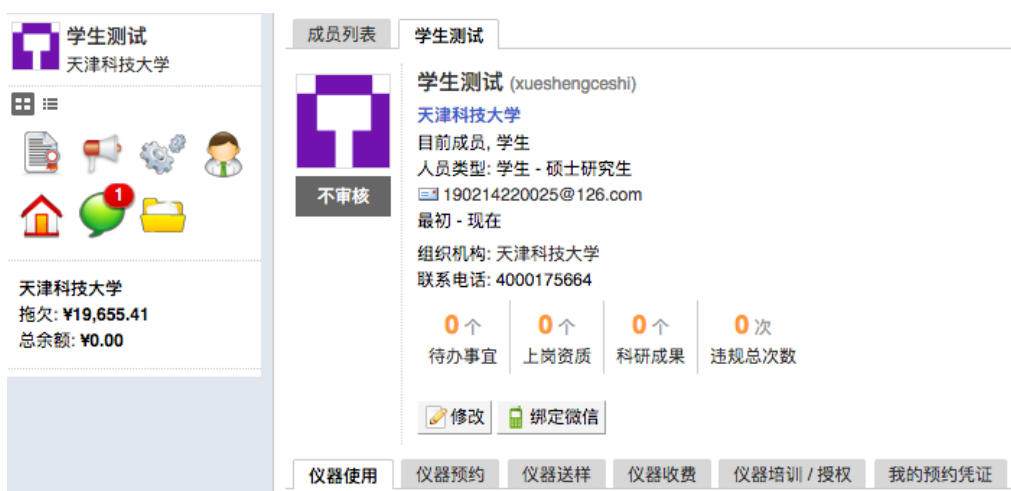 学生测试
天津科技大学
1
天津科技大学
拖欠: ¥19,655.41
总余额: ¥0.00
成员列表 学生测试
学生测试 (xueshengceshi)
天津科技大学
目前成员, 学生
人员类型: 学生 - 硕士研究生
不审核
190214220025@126.com
最初 - 现在
组织机构: 天津科技大学
联系电话: 4000175664
0 个 0 个 0 个 0 次
待办事宜 上岗资质 科研成果 违规总次数
修改 绑定微信
仪器使用 仪器预约 仪器送样 仪器收费 仪器培训 / 授权 我的预约凭证